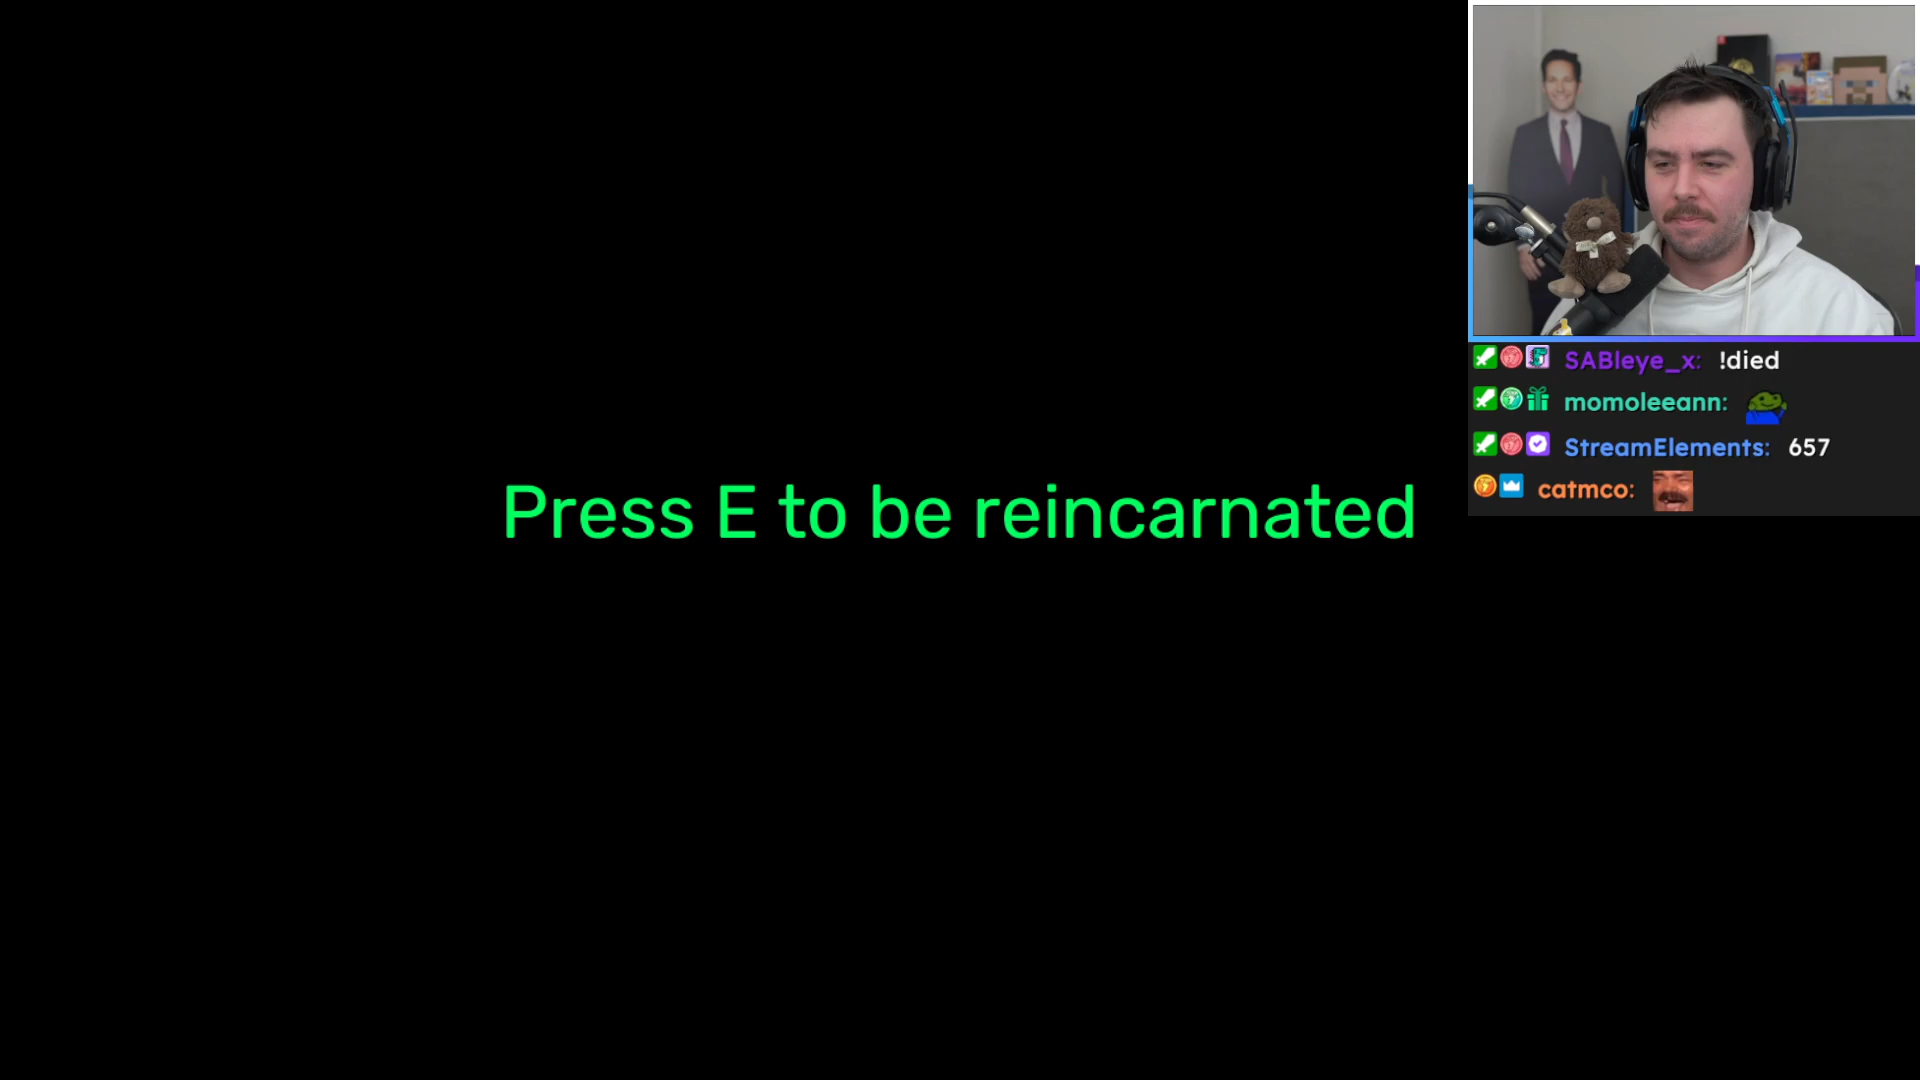 Press E to be reincarnated
SABleye_x: !died
momoleeann:
StreamElements: 657
catmco: